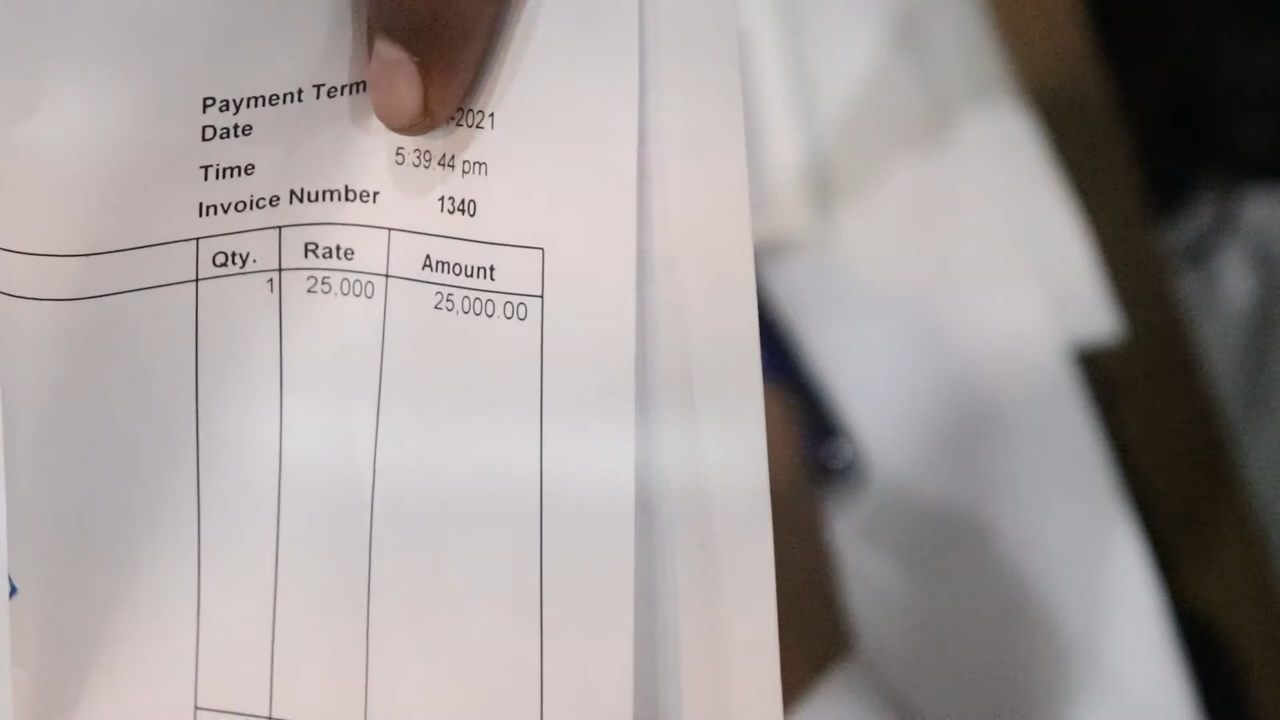 Payment Term
Date -2021
Time 5:39:44 pm
Invoice Number 1340
Qty. Rate Amount
1 25,000 25,000.00